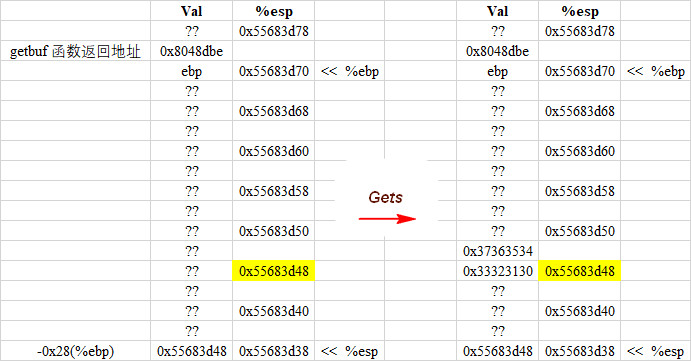 Val %esp Val %esp
?? 0x55683d78 ?? 0x55683d78
getbuf 函数返回地址 0x8048dbe 0x8048dbe
ebp 0x55683d70 << %ebp ebp 0x55683d70 << %ebp
?? ??
?? 0x55683d68 ?? 0x55683d68
?? ??
?? 0x55683d60 ?? 0x55683d60
?? ??
?? 0x55683d58 ?? 0x55683d58
Gets
?? ??
?? 0x55683d50 ?? 0x55683d50
?? 0x37363534
?? 0x55683d48 0x33323130 0x55683d48
?? ??
?? 0x55683d40 ?? 0x55683d40
?? ??
-0x28(%ebp) 0x55683d48 0x55683d38 << %esp 0x55683d48 0x55683d38 << %esp